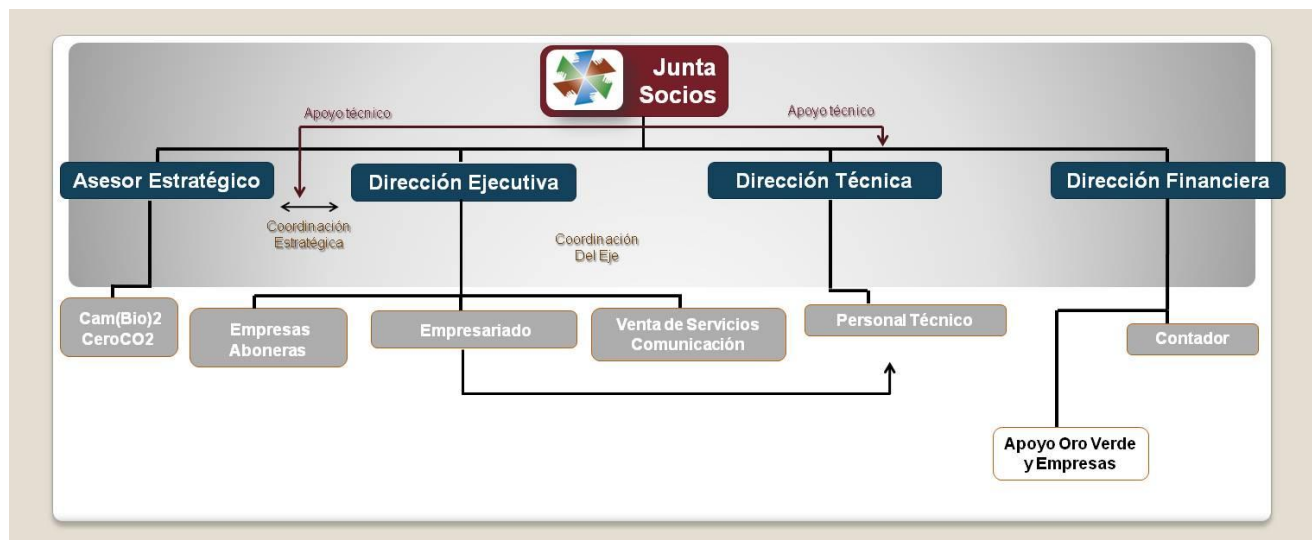 Junta
Socios
Apoyo técnico
Apoyo técnico
Asesor Estratégico
Dirección Ejecutiva
Dirección Técnica
Dirección Financiera
Coordinación
Estratégica
Coordinación
Del Eje
Cam(Bio)2
CeroCO2
Empresas
Aboneras
Empresariado
Venta de Servicios
Comunicación
Personal Técnico
Contador
Apoyo Oro Verde
y Empresas